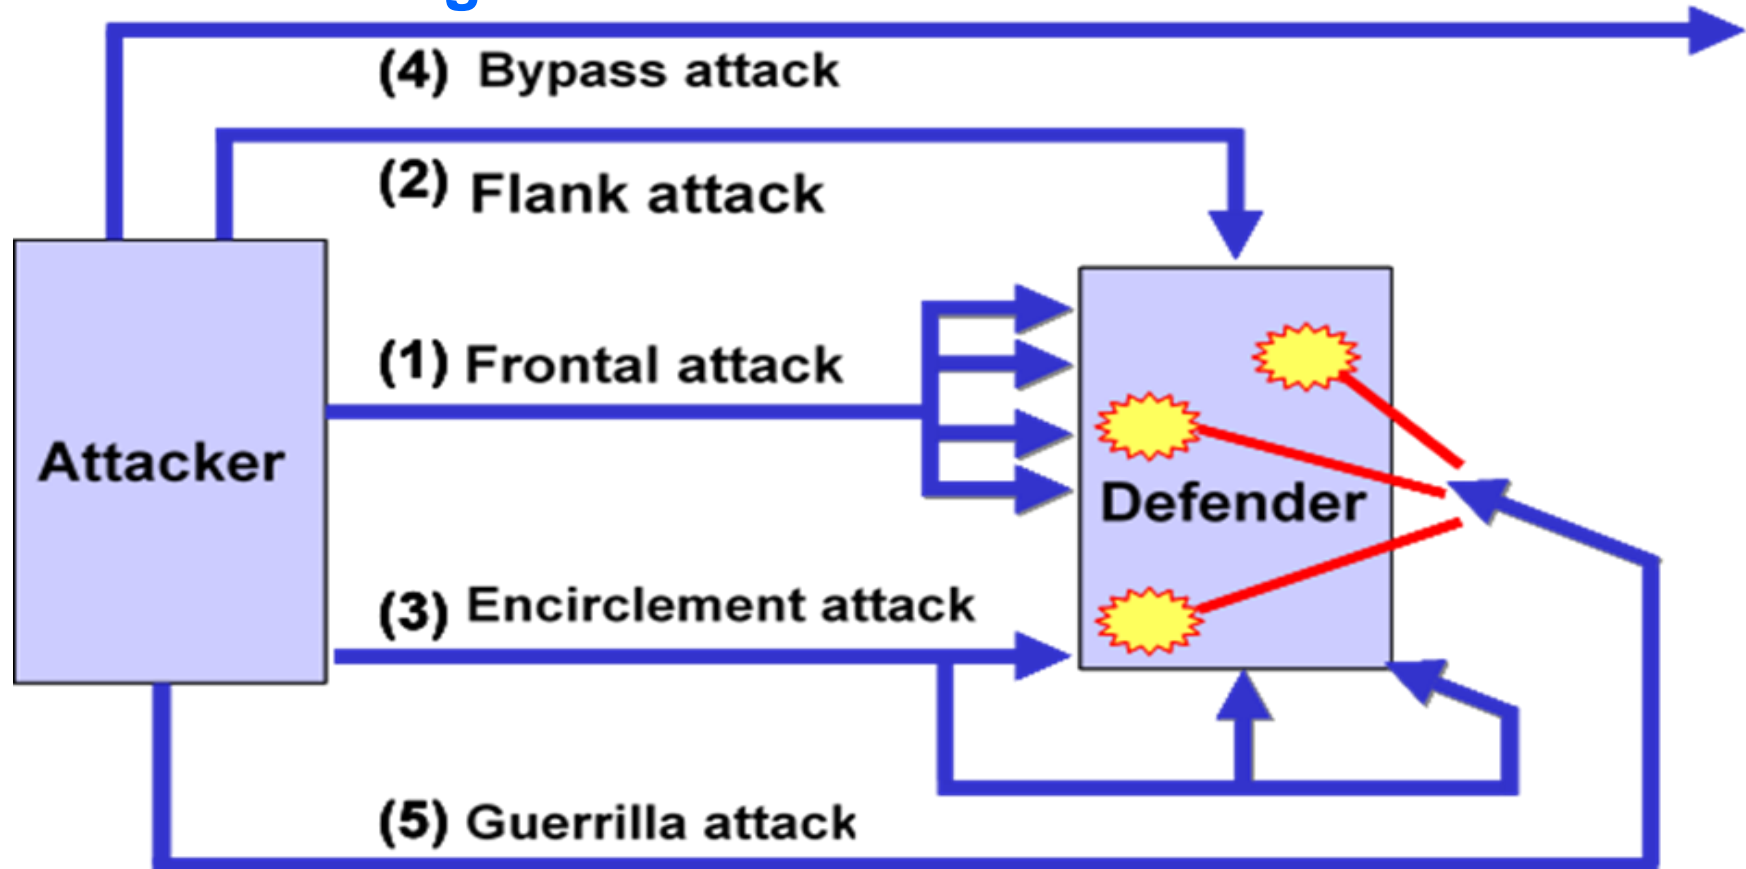 (4) Bypass attack
(2) Flank attack
(1) Frontal attack
Attacker
Defender
(3) Encirclement attack
(5) Guerrilla attack